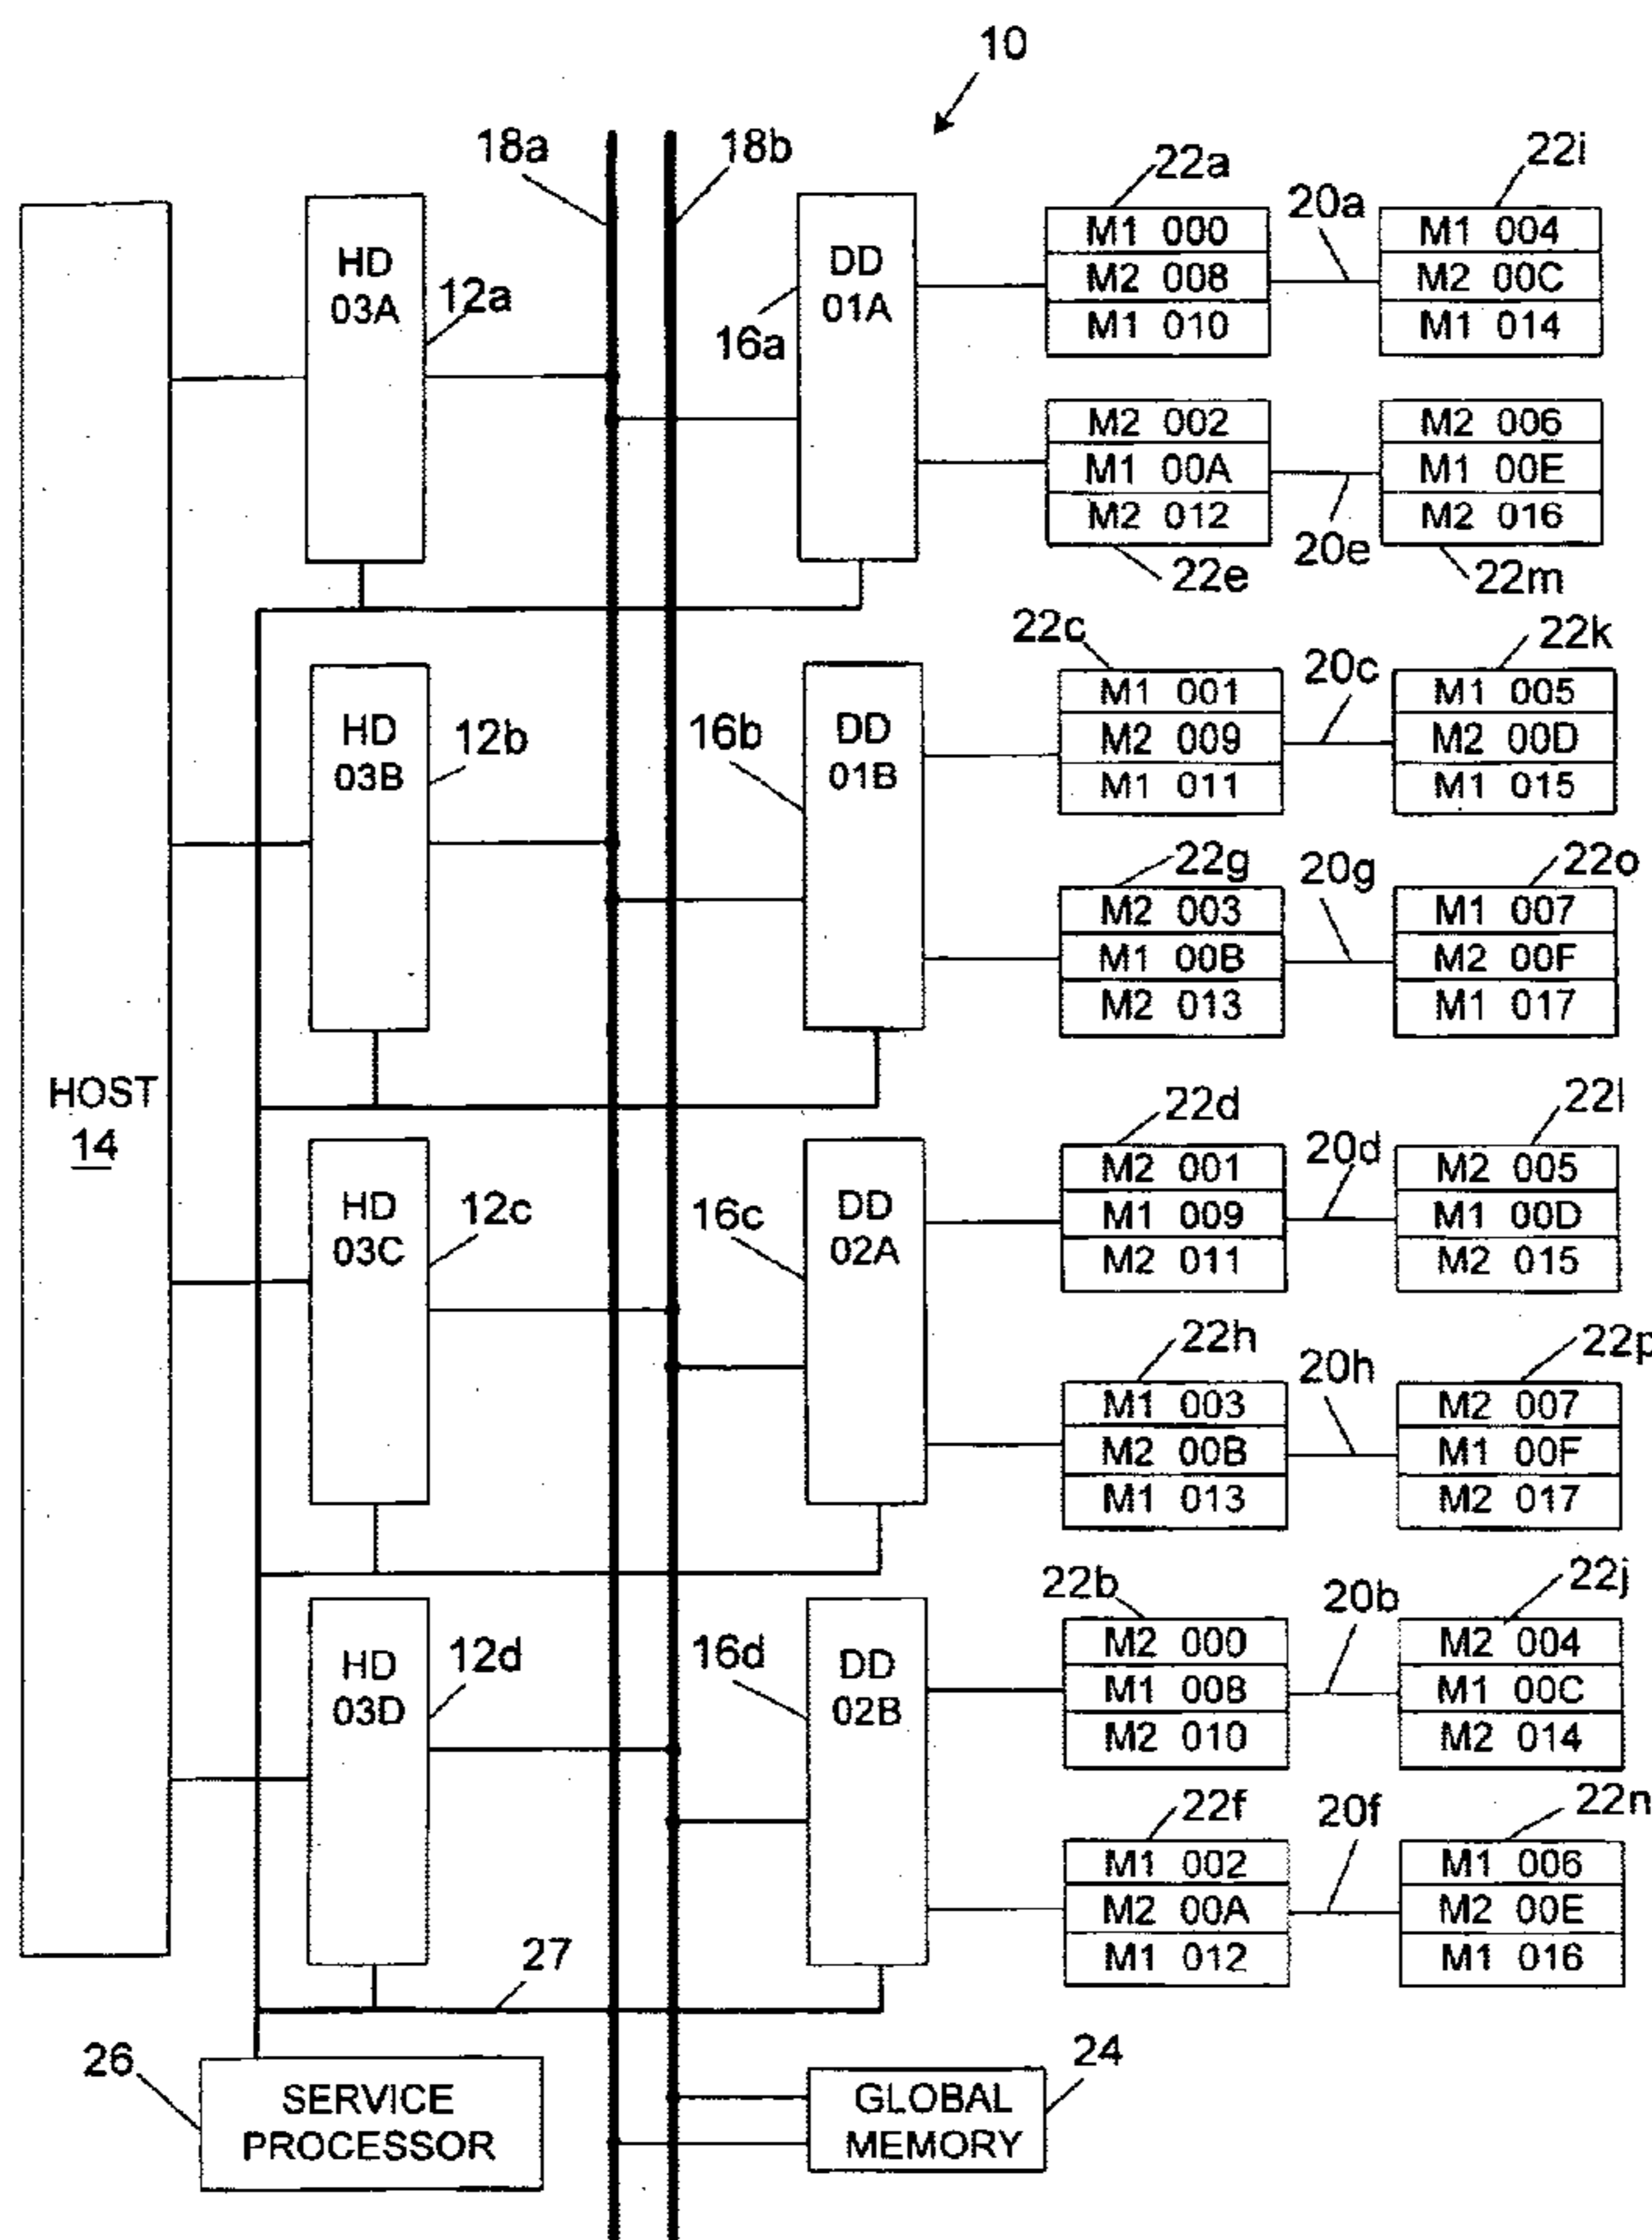 10
18a
18b
22a
22i
20a
HD
03A
12a
DD
01A
16a
M1 000
M2 008
M1 010
M1 004
M2 00C
M1 014
M2 002
M1 00A
M2 012
M2 006
M1 00E
M2 016
20e
22e
22m
22c
22k
20c
HD
03B
12b
16b
DD
01B
M1 001
M2 009
M1 011
M1 005
M2 00D
M1 015
22g
20g
22o
M2 003
M1 00B
M2 013
M1 007
M2 00F
M1 017
HOST
14
22d
20d
22l
HD
03C
12c
16c
DD
02A
M2 001
M1 009
M2 011
M2 005
M1 00D
M2 015
22h
20h
22p
M1 003
M2 00B
M1 013
M2 007
M1 00F
M2 017
22b
20b
22j
HD
03D
12d
16d
DD
02B
M2 000
M1 00B
M2 010
M2 004
M1 00C
M2 014
22f
20f
22n
M1 002
M2 00A
M1 012
M1 006
M2 00E
M1 016
27
26
SERVICE
PROCESSOR
24
GLOBAL
MEMORY